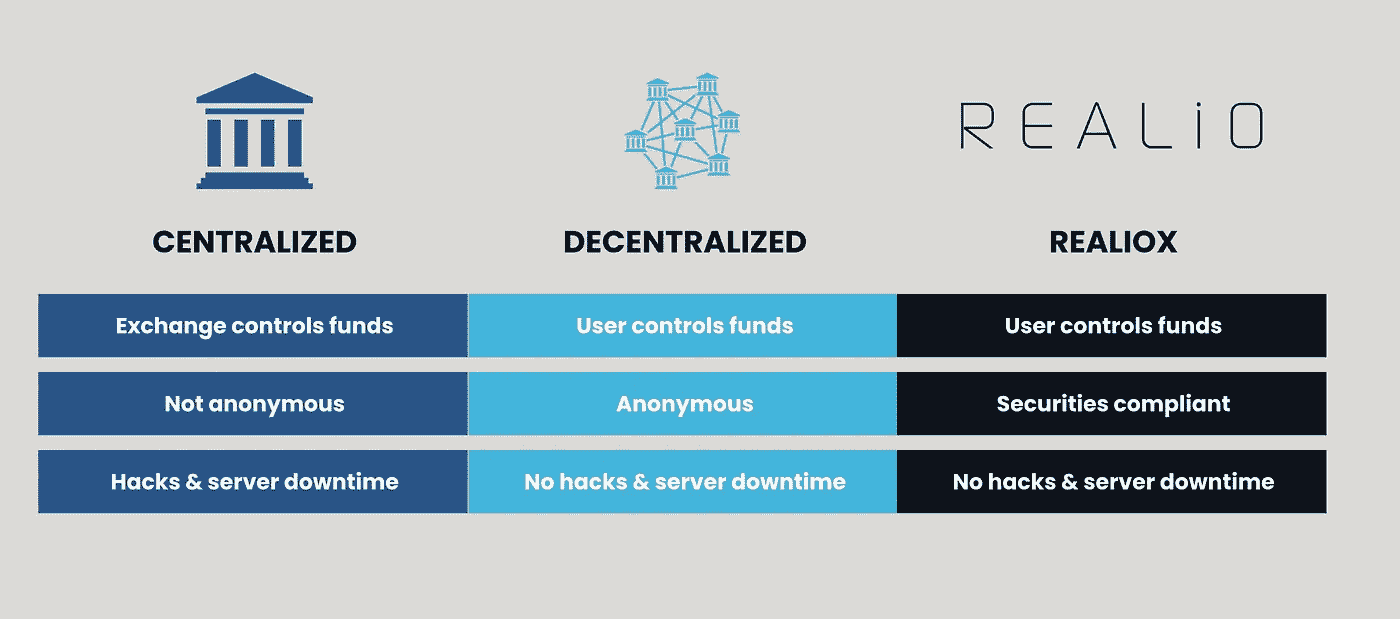 REALiO
CENTRALIZED
DECENTRALIZED
REALIOX
Exchange controls funds
User controls funds
User controls funds
Not anonymous
Anonymous
Securities compliant
Hacks & server downtime
No hacks & server downtime
No hacks & server downtime